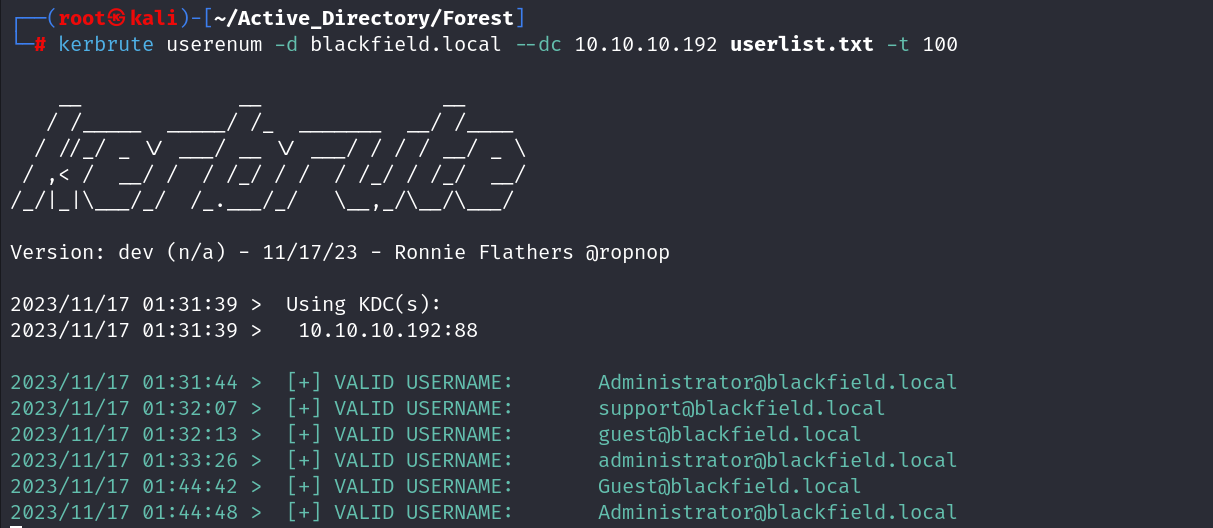 ┌──(root㉿kali)-[~/Active_Directory/Forest]
└─# kerbrute userenum -d blackfield.local --dc 10.10.10.192 userlist.txt -t 100
    __             __               __
   / /_____  _____/ /_  _______  __/ /____
  / //_/ _ \/ ___/ __ \/ ___/ / / / __/ _ \
 / ,< /  __/ /  / /_/ / /  / /_/ / /_/  __/
/_/|_|\___/_/  /_.___/_/   \__,_/\__/\___/
Version: dev (n/a) - 11/17/23 - Ronnie Flathers @ropnop
2023/11/17 01:31:39 >  Using KDC(s):
2023/11/17 01:31:39 >   10.10.10.192:88
2023/11/17 01:31:44 >  [+] VALID USERNAME:       Administrator@blackfield.local
2023/11/17 01:32:07 >  [+] VALID USERNAME:       support@blackfield.local
2023/11/17 01:32:13 >  [+] VALID USERNAME:       guest@blackfield.local
2023/11/17 01:33:26 >  [+] VALID USERNAME:       administrator@blackfield.local
2023/11/17 01:44:42 >  [+] VALID USERNAME:       Guest@blackfield.local
2023/11/17 01:44:48 >  [+] VALID USERNAME:       Administrator@blackfield.local